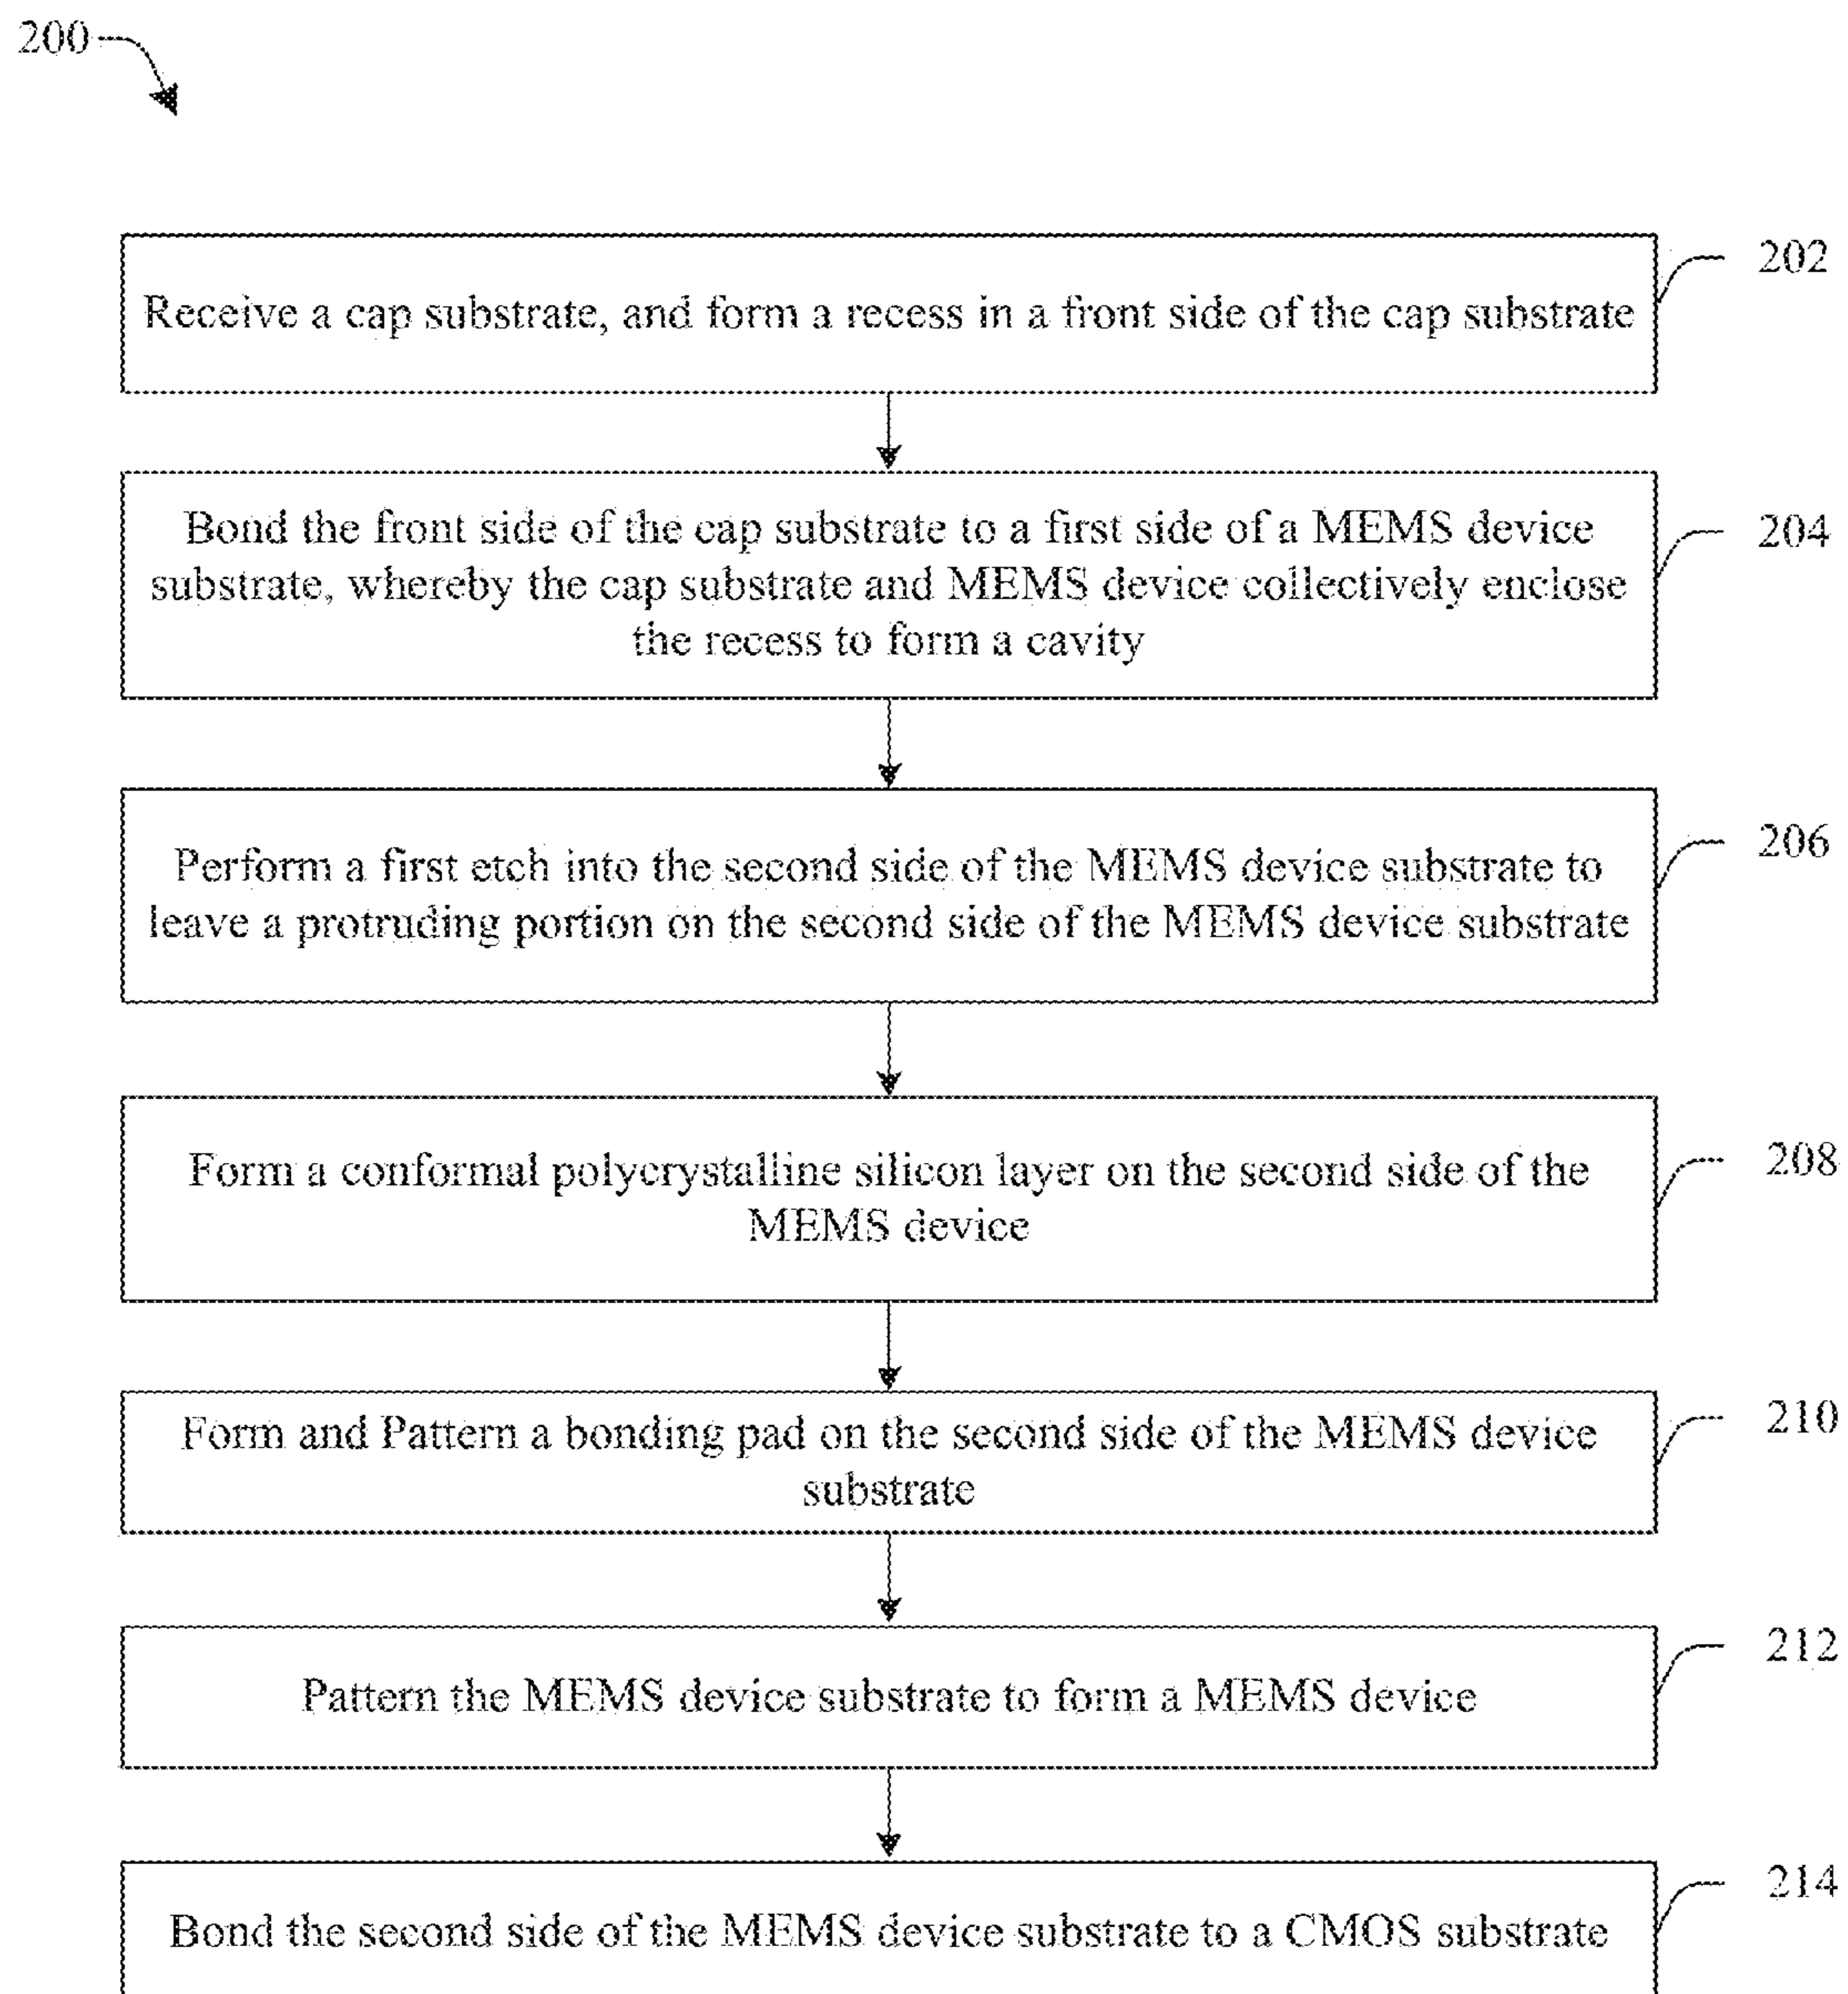 200
202
Receive a cap substrate, and form a recess in a front side of the cap substrate
204
Bond the front side of the cap substrate to a first side of a MEMS device
substrate, whereby the cap substrate and MEMS device collectively enclose
the recess to form a cavity
206
Perform a first etch into the second side of the MEMS device substrate to
leave a protruding portion on the second side of the MEMS device substrate
208
Form a conformal polycrystalline silicon layer on the second side of the
MEMS device
210
Form and Pattern a bonding pad on the second side of the MEMS device
substrate
212
Pattern the MEMS device substrate to form a MEMS device
214
Bond the second side of the MEMS device substrate to a CMOS substrate